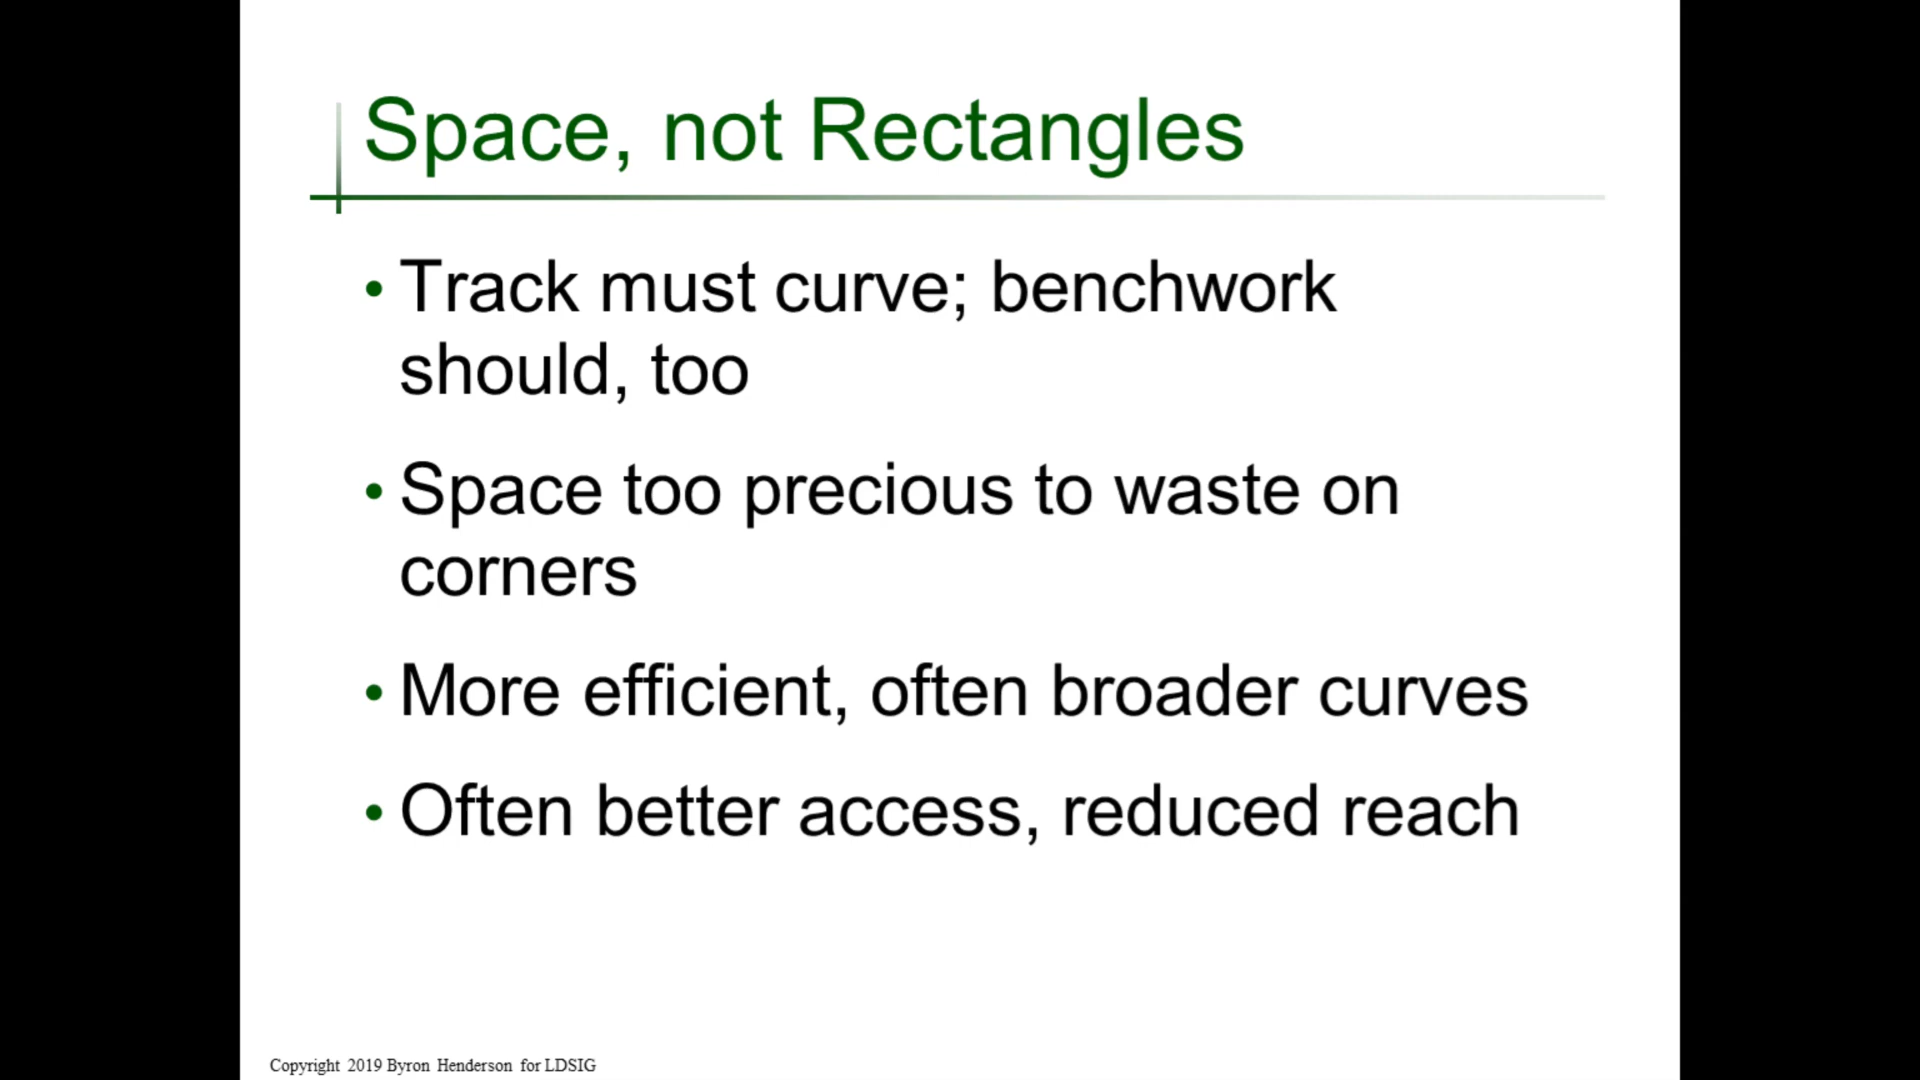 Space, not Rectangles
• Track must curve; benchwork
should, too
• Space too precious to waste on
corners
• More efficient, often broader curves
• Often better access, reduced reach
Copyright 2019 Byron Henderson for LDSIG